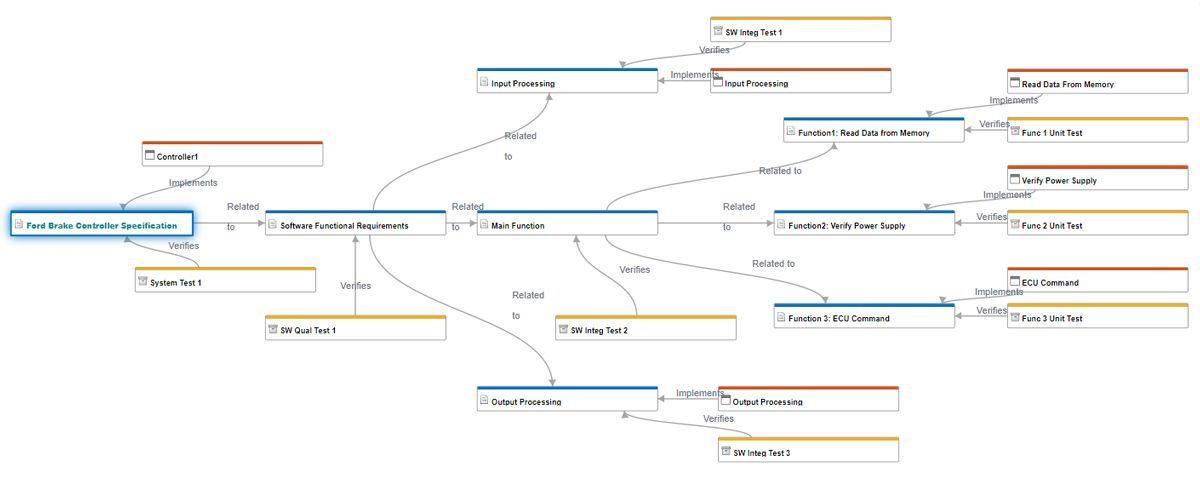 SW Integ Test 1
Verifies
Input Processing
Implements
Input Processing
Read Data From Memory
Implements
Function1: Read Data from Memory
Verifies
Func 1 Unit Test
Related
to
Controller1
Implements
Related to
Verify Power Supply
Implements
Ford Brake Controller Specification
Related
to
Software Functional Requirements
Related
to
Main Function
Related
to
Function2: Verify Power Supply
Verifies
Func 2 Unit Test
Verifies
System Test 1
Verifies
SW Qual Test 1
Verifies
SW Integ Test 2
Related to
ECU Command
Implements
Function 3: ECU Command
Verifies
Func 3 Unit Test
Related
to
Output Processing
Implements
Output Processing
Verifies
SW Integ Test 3